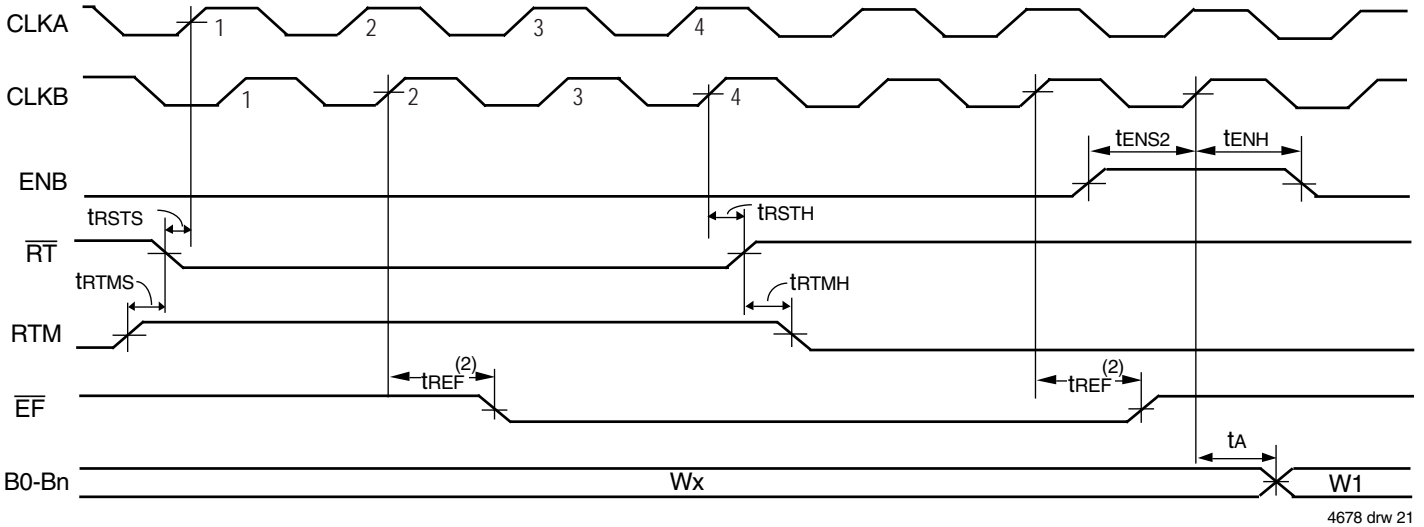 CLKA 1 2 3 4
CLKB 1 2 3 4
tENS2 tENH
ENB
tRSTS tRSTH
RT
tRTMS tRTMH
RTM
tREF(2) tREF(2)
EF
tA
B0-Bn Wx W1
4678 drw 21